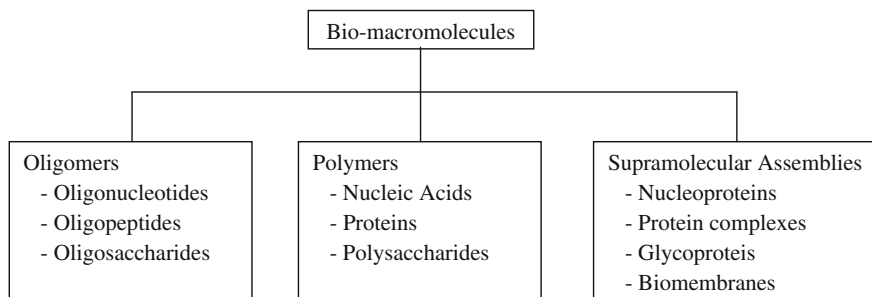 Bio-macromolecules
Oligomers
- Oligonucleotides
- Oligopeptides
- Oligosaccharides
Polymers
- Nucleic Acids
- Proteins
- Polysaccharides
Supramolecular Assemblies
- Nucleoproteins
- Protein complexes
- Glycoproteis
- Biomembranes